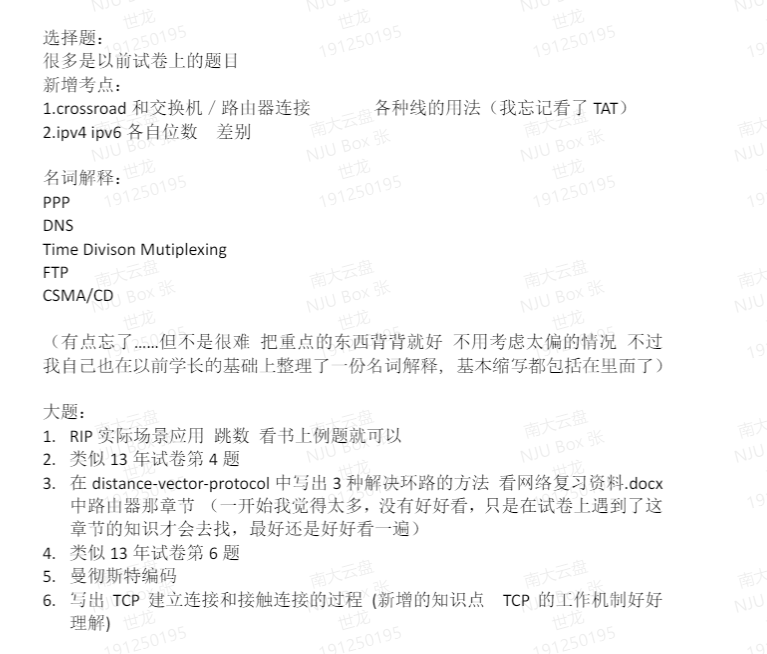 选择题：
很多是以前试卷上的题目
新增考点：
1.crossroad 和交换机 / 路由器连接 各种线的用法（我忘记看了 TAT）
2.ipv4 ipv6 各自位数 差别
名词解释：
PPP
DNS
Time Divison Mutiplexing
FTP
CSMA/CD
（有点忘了……但不是很难 把重点的东西背背就好 不用考虑太偏的情况 不过
我自己也在以前学长的基础上整理了一份名词解释，基本缩写都包括在里面了）
大题：
1. RIP 实际场景应用 跳数 看书上例题就可以
2. 类似 13 年试卷第 4 题
3. 在 distance-vector-protocol 中写出 3 种解决环路的方法 看网络复习资料.docx
中路由器那章节 （一开始我觉得太多，没有好好看，只是在试卷上遇到了这
章节的知识才会去找，最好还是好好看一遍）
4. 类似 13 年试卷第 6 题
5. 曼彻斯特编码
6. 写出 TCP 建立连接和接触连接的过程 (新增的知识点 TCP 的工作机制好好
理解)
南大云盘
NJU Box 张
世龙
191250195